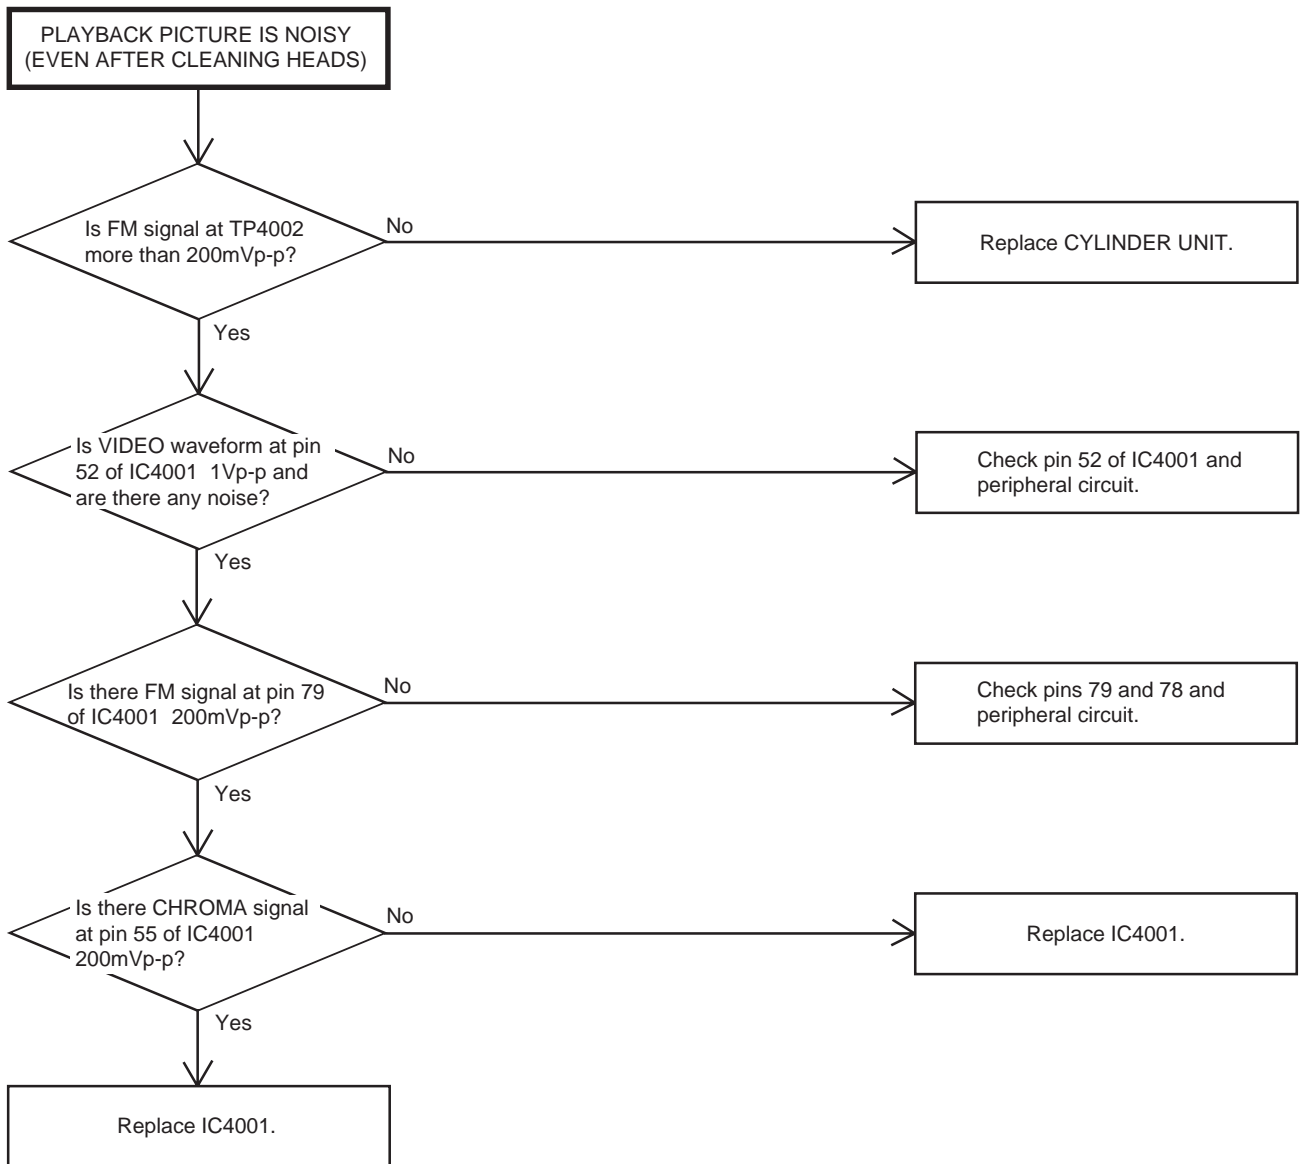 PLAYBACK PICTURE IS NOISY
(EVEN AFTER CLEANING HEADS)
Is FM signal at TP4002
more than 200mVp-p?
No
Replace CYLINDER UNIT.
Yes
Is VIDEO waveform at pin
52 of IC4001  1Vp-p and
are there any noise?
No
Check pin 52 of IC4001 and
peripheral circuit.
Yes
Is there FM signal at pin 79
of IC4001  200mVp-p?
No
Check pins 79 and 78 and
peripheral circuit.
Yes
Is there CHROMA signal
at pin 55 of IC4001
200mVp-p?
No
Replace IC4001.
Yes
Replace IC4001.